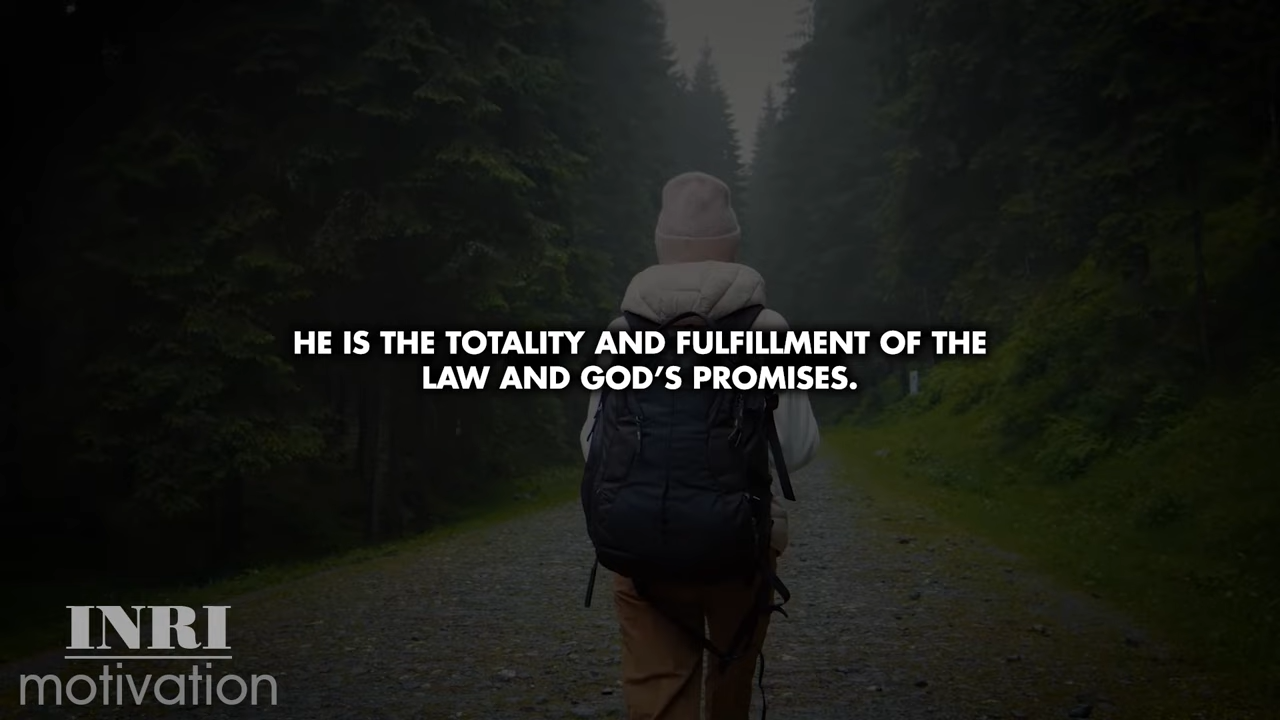 HE IS THE TOTALITY AND FULFILLMENT OF THE
LAW AND GOD'S PROMISES.
INRI
motivation